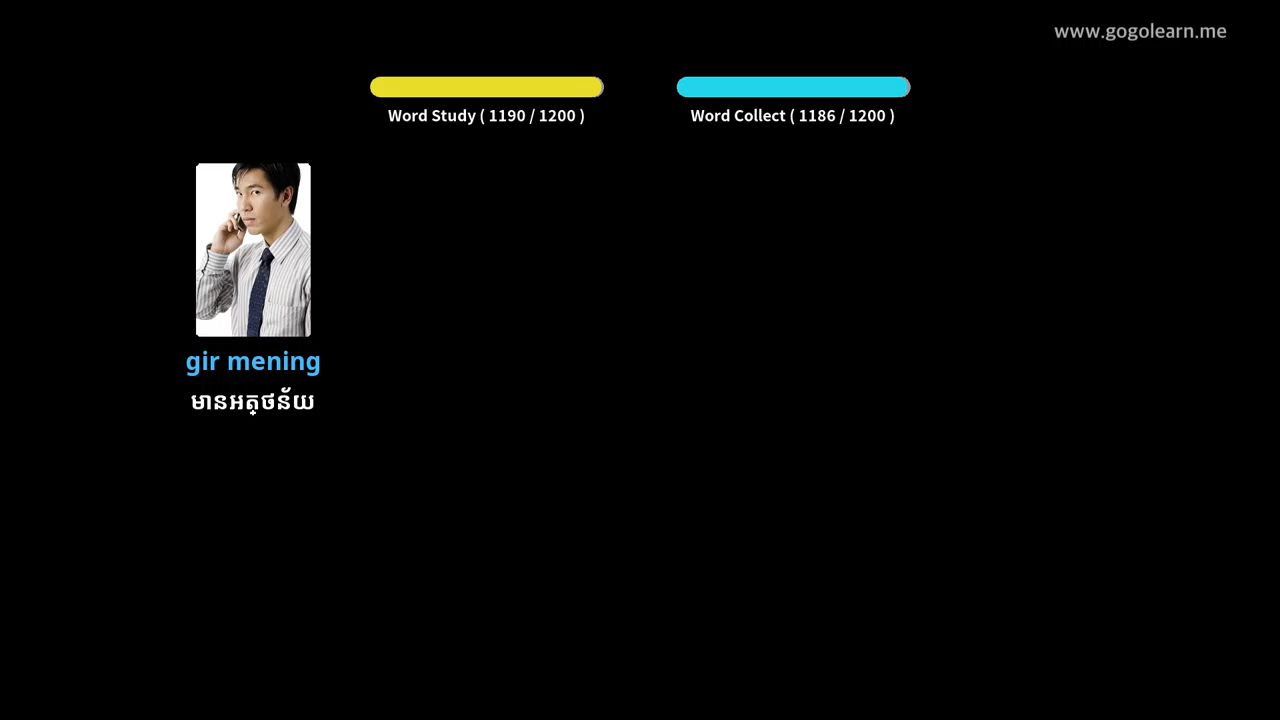 www.gogolearn.me
Word Study ( 1190 / 1200 )
Word Collect ( 1186 / 1200 )
gir mening
មានអត្ថន័យ